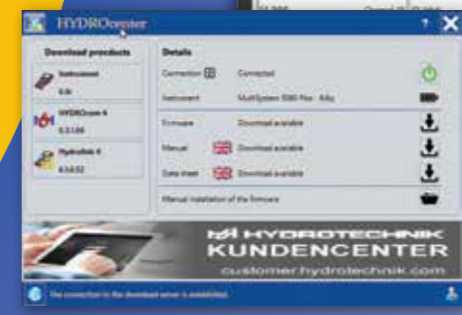 HYDROcenter
?
Download products
Instrument
HYDROcom 6
Hydrolink 6
Details
Connection
Connected
Instrument
MultiSystem 5060 Plus
Firmware
Download available
Manual
Download available
Data sheet
Download available
Manual installation of the firmware
HYDROTECHNIK
KUNDENCENTER
customer.hydrotechnik.com
The connection to the download server is established.